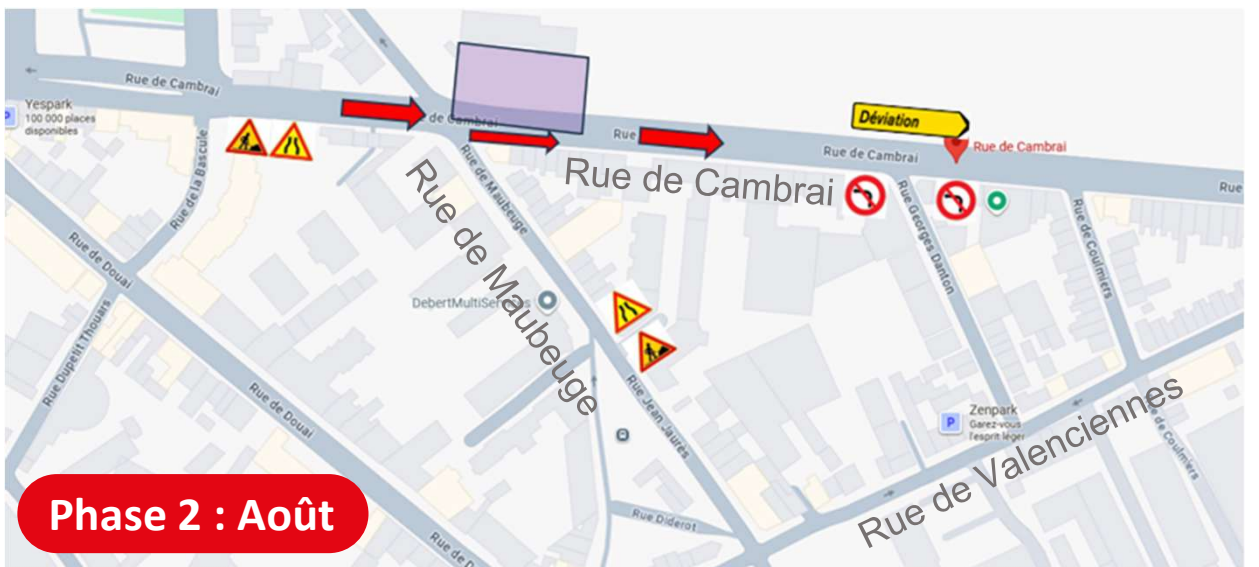 Rue de Cambrai
Yespark
100 000 places
disponibles
Rue de la Bascule
Rue de Douai
Rue Dupetit Thouars
Rue de Douai
Rue de D
e de Cambrai
Rue
Rue de Cambrai
Déviation
Rue de Cambrai
Rue de Cambrai
Rue
Rue de Maubeuge
Rue de Maubeuge
DebertMultiSer
Rue Jean Jaurès
Rue Diderot
Rue Georges Danton
Rue de Coulmiers
P
Zenpark
Garez-vous
l'esprit léger
Rue de Valenciennes
e de Coulmiers
Phase 2 : Août